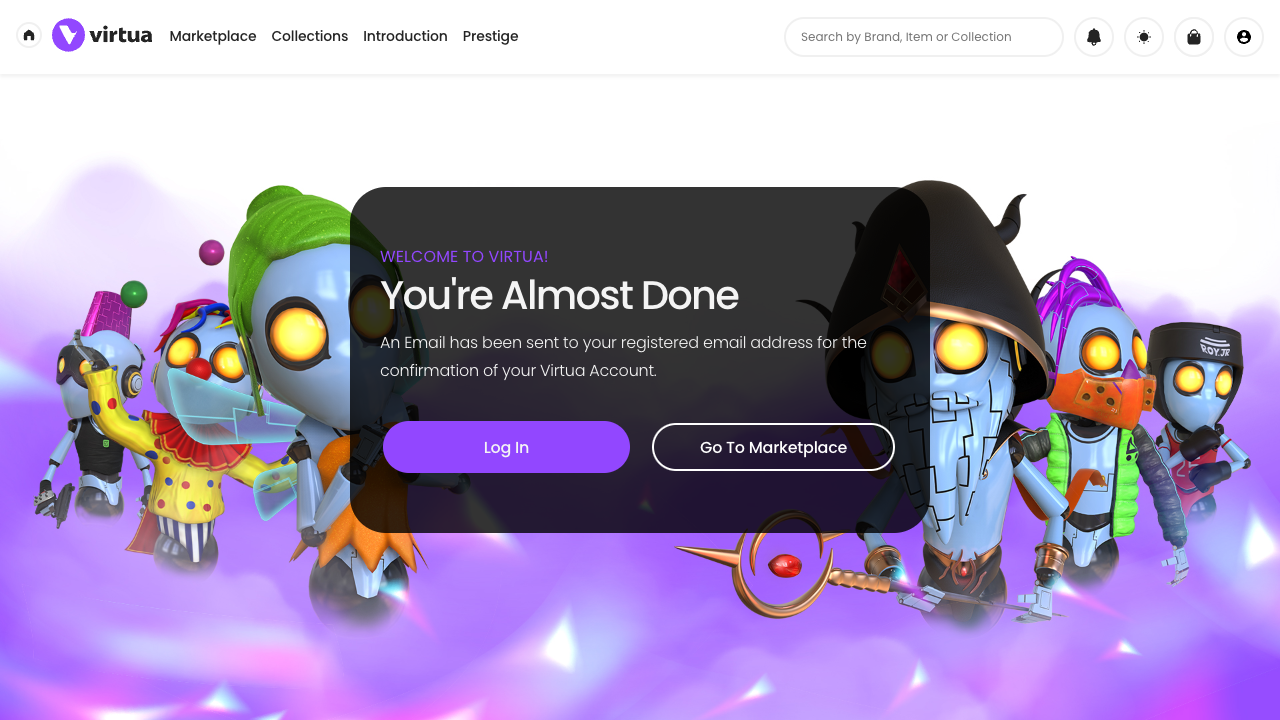 virtua
Marketplace
Collections
Introduction
Prestige
Search by Brand, Item or Collection
WELCOME TO VIRTUA!
You're Almost Done
An Email has been sent to your registered email address for the
confirmation of your Virtua Account.
Log In
Go To Marketplace
ROY.JR